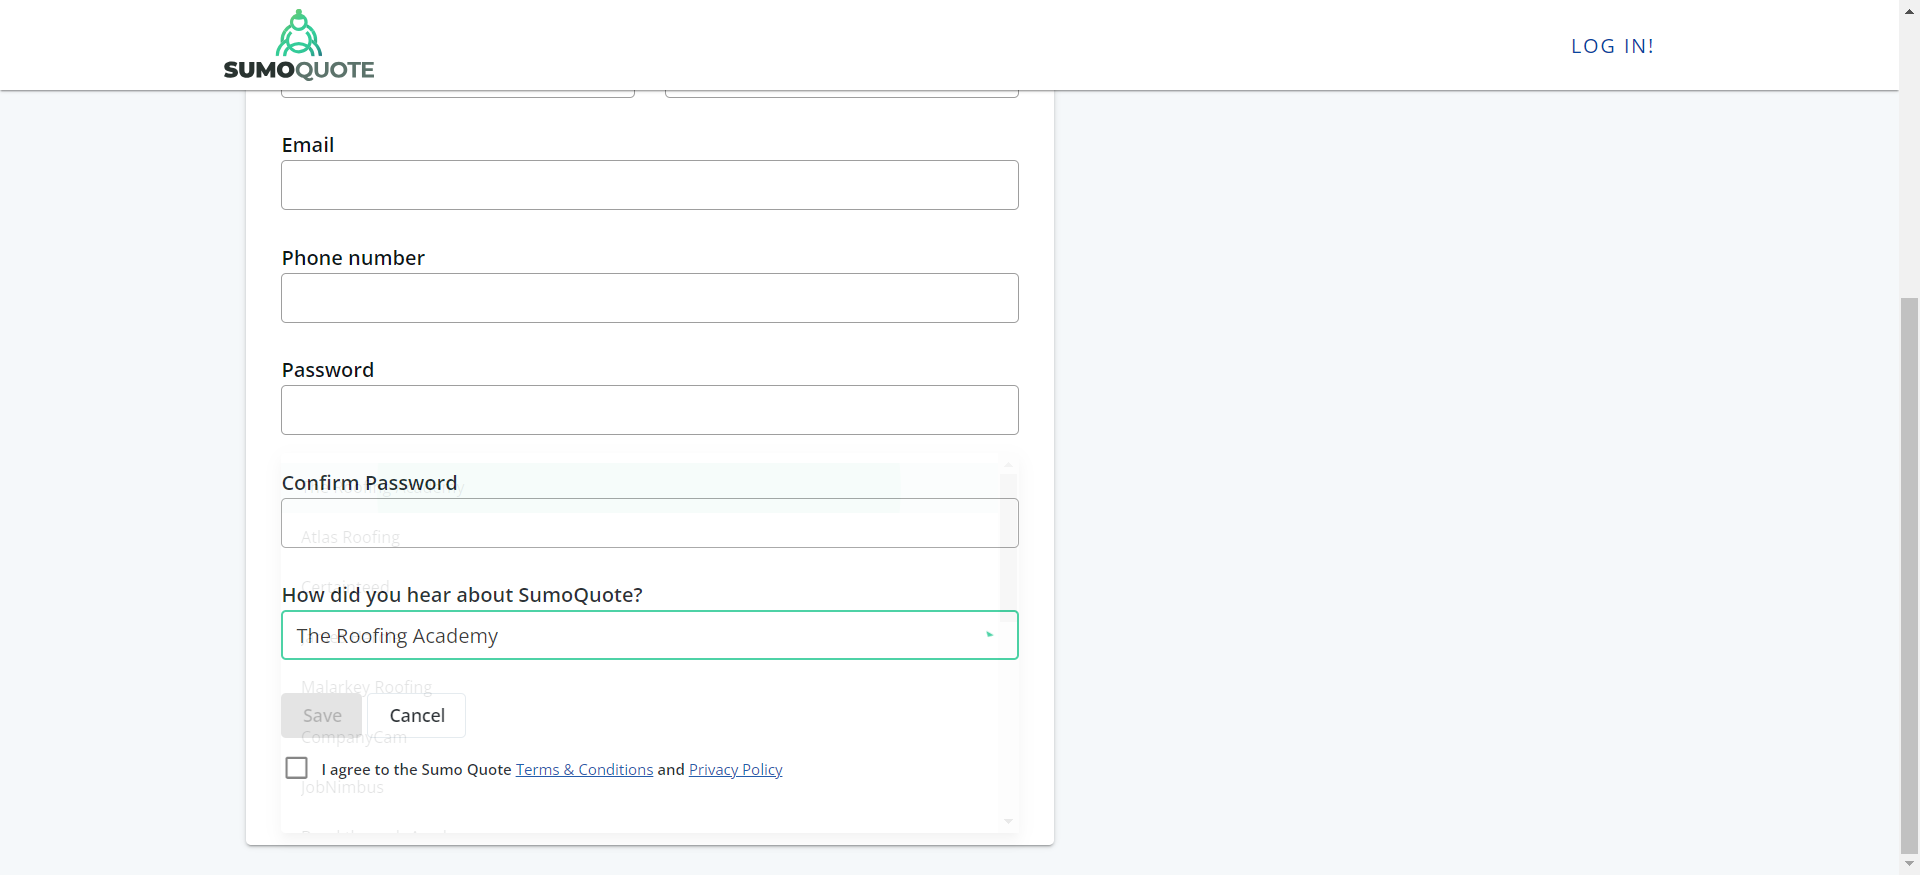 SUMOQUOTE
LOG IN!
Email
Phone number
Password
Confirm Password
Atlas Roofing
Certainteed
How did you hear about SumoQuote?
The Roofing Academy
Malarkey Roofing
Save Cancel
CompanyCam
I agree to the Sumo Quote Terms & Conditions and Privacy Policy
JobNimbus